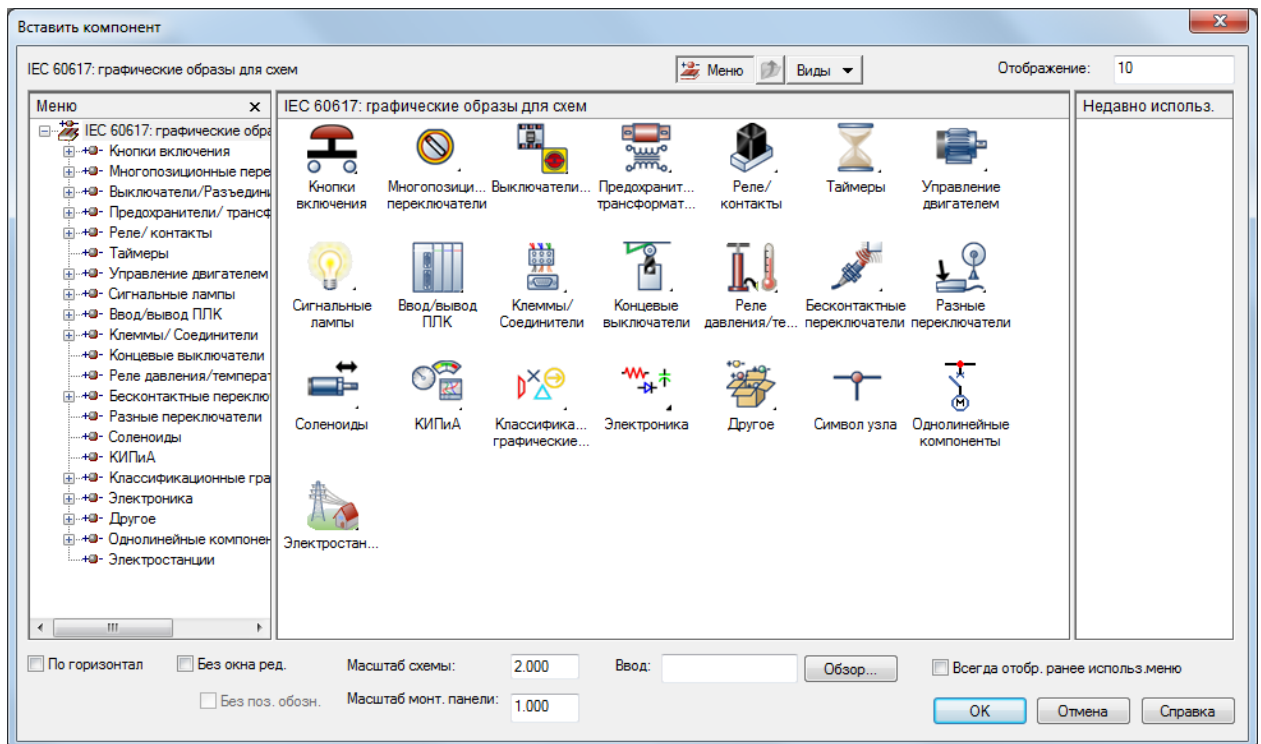 Вставить компонент
IEC 60617: графические образы для схем
Меню
Виды
Отображение: 10
Меню
IEC 60617: графические обра
Кнопки включения
Многопозиционные пере
Выключатели/Разъедини
Предохранители/ трансф
Реле/ контакты
Таймеры
Управление двигателем
Сигнальные лампы
Ввод/вывод ПЛК
Клеммы/ Соединители
Концевые выключатели
Реле давления/температ
Бесконтактные переклю
Разные переключатели
Соленоиды
КИПиА
Классификационные гра
Электроника
Другое
Однолинейные компонен
Электростанции
IEC 60617: графические образы для схем
Кнопки
включения
Многопозици...
переключатели
Выключатели...
Предохранит...
трансформат...
Реле/
контакты
Таймеры
Управление
двигателем
Сигнальные
лампы
Ввод/вывод
ПЛК
Клеммы/
Соединители
Концевые
выключатели
Реле
давления/те...
Бесконтактные
переключатели
Разные
переключатели
Соленоиды
КИПиА
Классифика...
графические...
Электроника
Другое
Символ узла
Однолинейные
компоненты
Электростан...
Недавно использ.
По горизонтал
Без окна ред.
Масштаб схемы: 2.000
Ввод:
Обзор...
Всегда отобр. ранее использ.меню
Без поз. обозн.
Масштаб монт. панели: 1.000
OK
Отмена
Справка